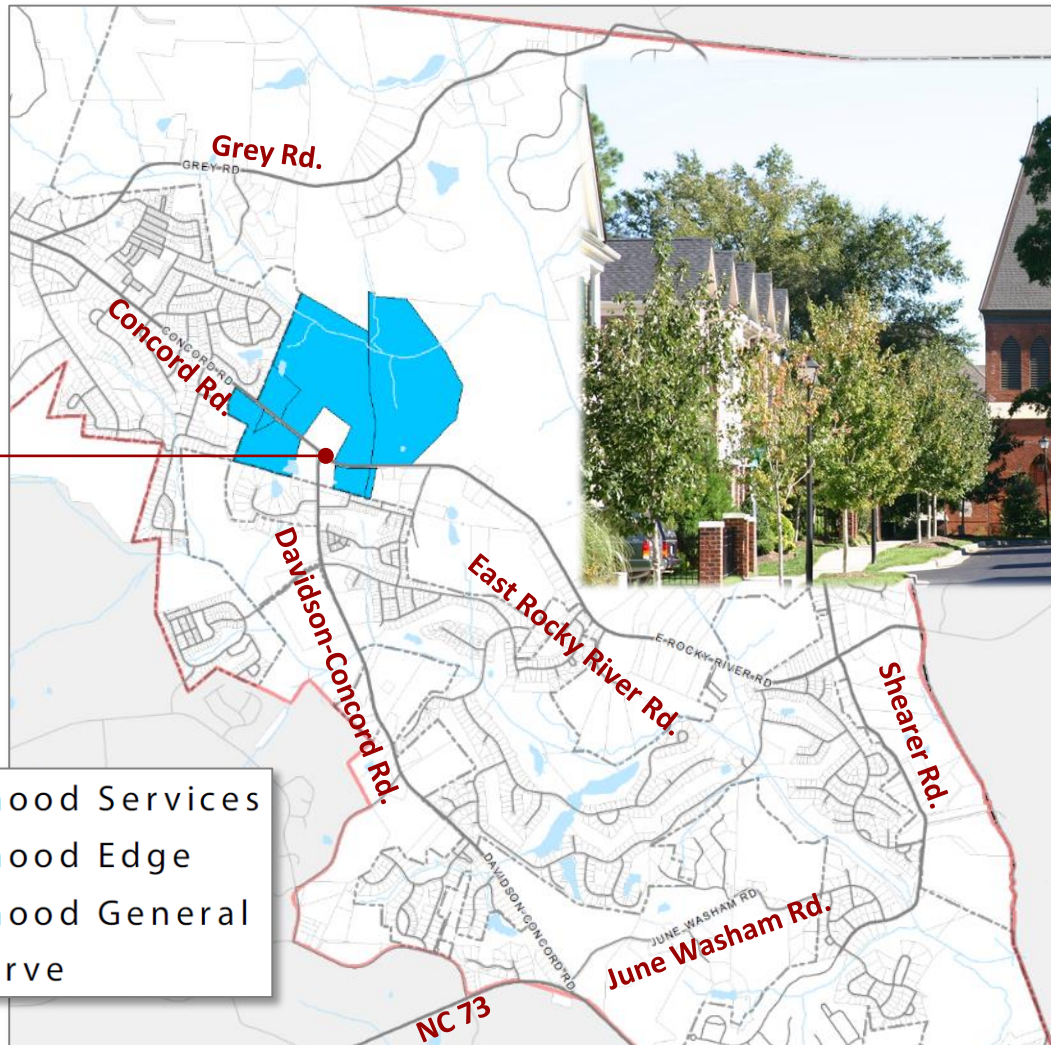 Grey Rd.
GREY RD
Concord Rd.
CONCORD RD
Davidson-Concord Rd.
East Rocky River Rd.
E-ROCKY-RIVER-RD
Shearer Rd.
ood Services
ood Edge
ood General
rve
DAVIDSON-CONCORD RD
JUNE WASHAM RD
June Washam Rd.
NC 73